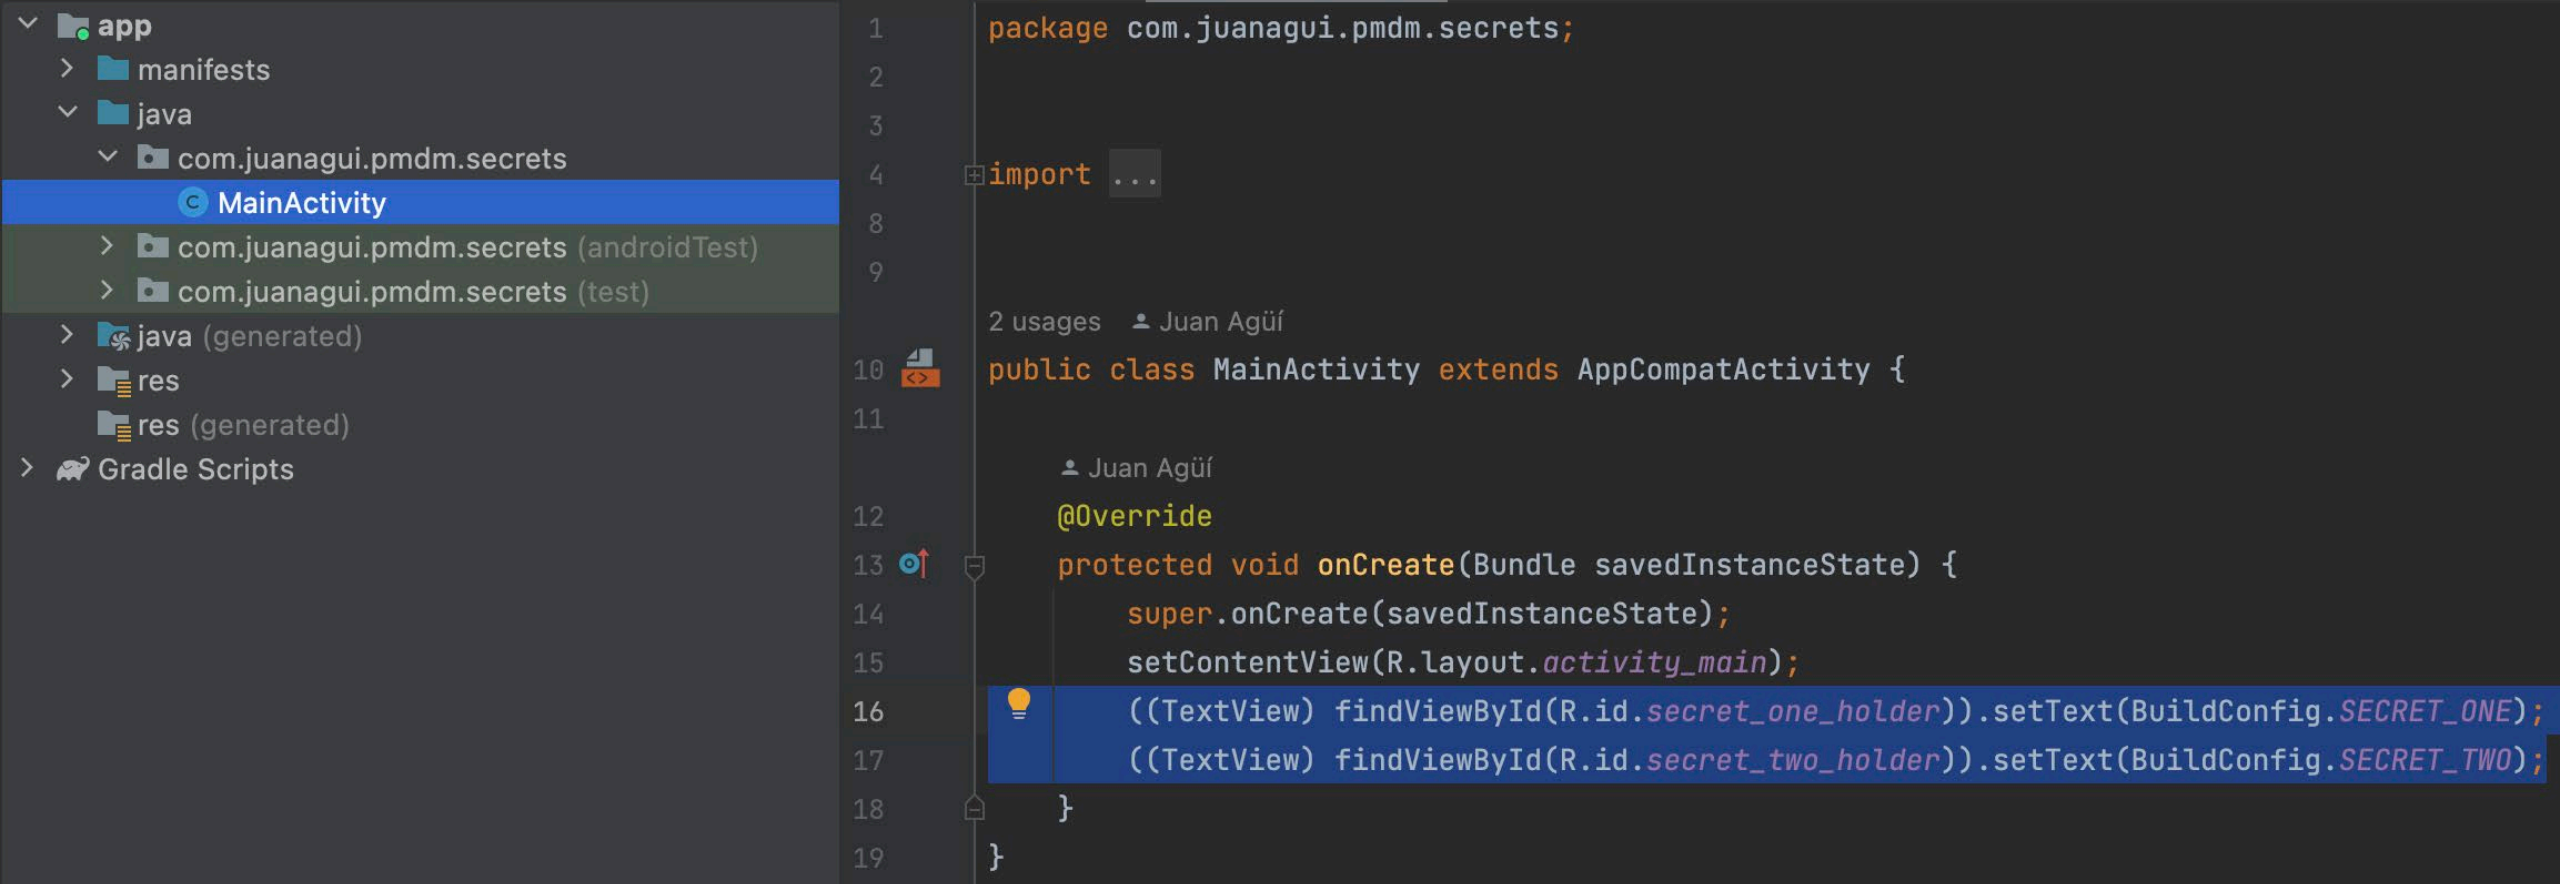 app
manifests
java
com.juanagui.pmdm.secrets
MainActivity
com.juanagui.pmdm.secrets (androidTest)
com.juanagui.pmdm.secrets (test)
java (generated)
res
res (generated)
Gradle Scripts
1 package com.juanagui.pmdm.secrets;
2
3
4 import ...
8
9
2 usages Juan Agüí
10 public class MainActivity extends AppCompatActivity {
11
Juan Agüí
12 @Override
13 protected void onCreate(Bundle savedInstanceState) {
14 super.onCreate(savedInstanceState);
15 setContentView(R.layout.activity_main);
16 ((TextView) findViewById(R.id.secret_one_holder)).setText(BuildConfig.SECRET_ONE);
17 ((TextView) findViewById(R.id.secret_two_holder)).setText(BuildConfig.SECRET_TWO);
18 }
19 }